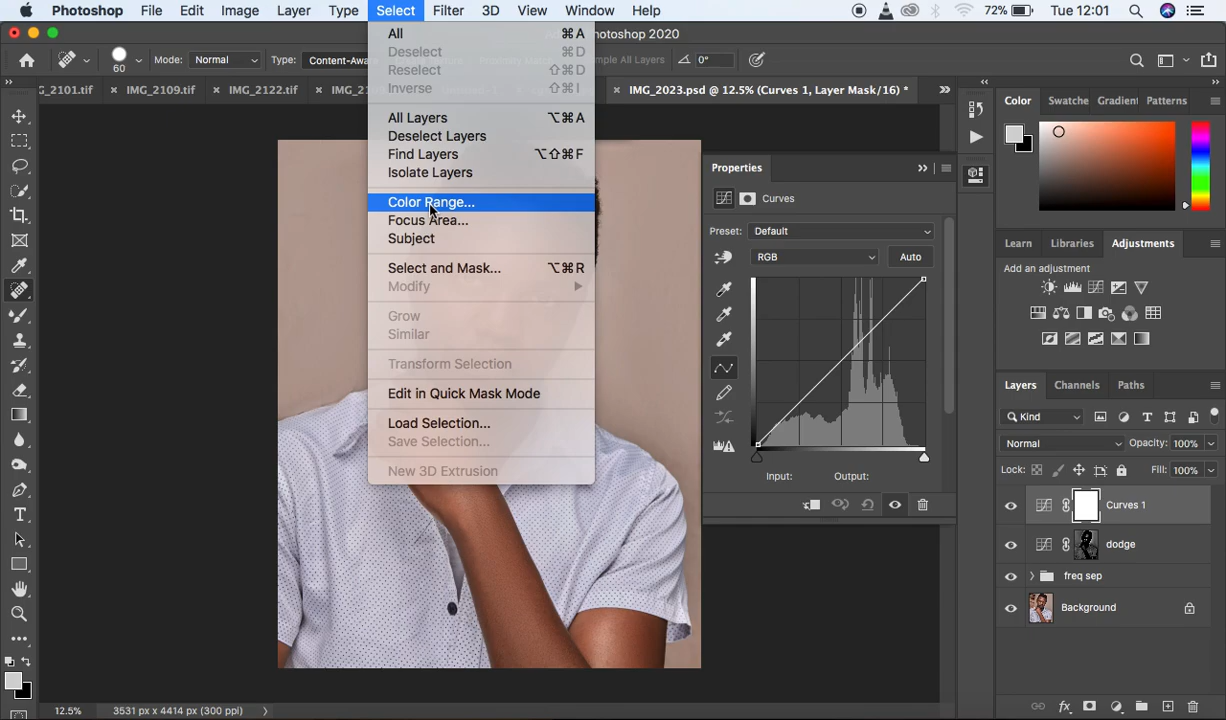 Photoshop File Edit Image Layer Type Select Filter 3D View Window Help 72% Tue 12:01
Photoshop 2020
60 Mode: Normal Type: Content-Aware Sample All Layers 0°
_2101.tif × IMG_2109.tif × IMG_2122.tif × × IMG_2023.psd @ 12.5% (Curves 1, Layer Mask/16) *
All ⌘A
Deselect ⌘D
Reselect ⇧⌘D
Inverse ⇧⌘I
All Layers ⌥⌘A
Deselect Layers
Find Layers ⌥⇧⌘F
Isolate Layers
Color Range...
Focus Area...
Subject
Select and Mask... ⌥⌘R
Modify
Grow
Similar
Transform Selection
Edit in Quick Mask Mode
Load Selection...
Save Selection...
New 3D Extrusion
Properties
Curves
Preset: Default
RGB Auto
Input: Output:
Color Swatche Gradient Patterns
Learn Libraries Adjustments
Add an adjustment
Layers Channels Paths
Kind
Normal Opacity: 100%
Lock: Fill: 100%
Curves 1
dodge
freq sep
Background
12.5% 3531 px x 4414 px (300 ppi)